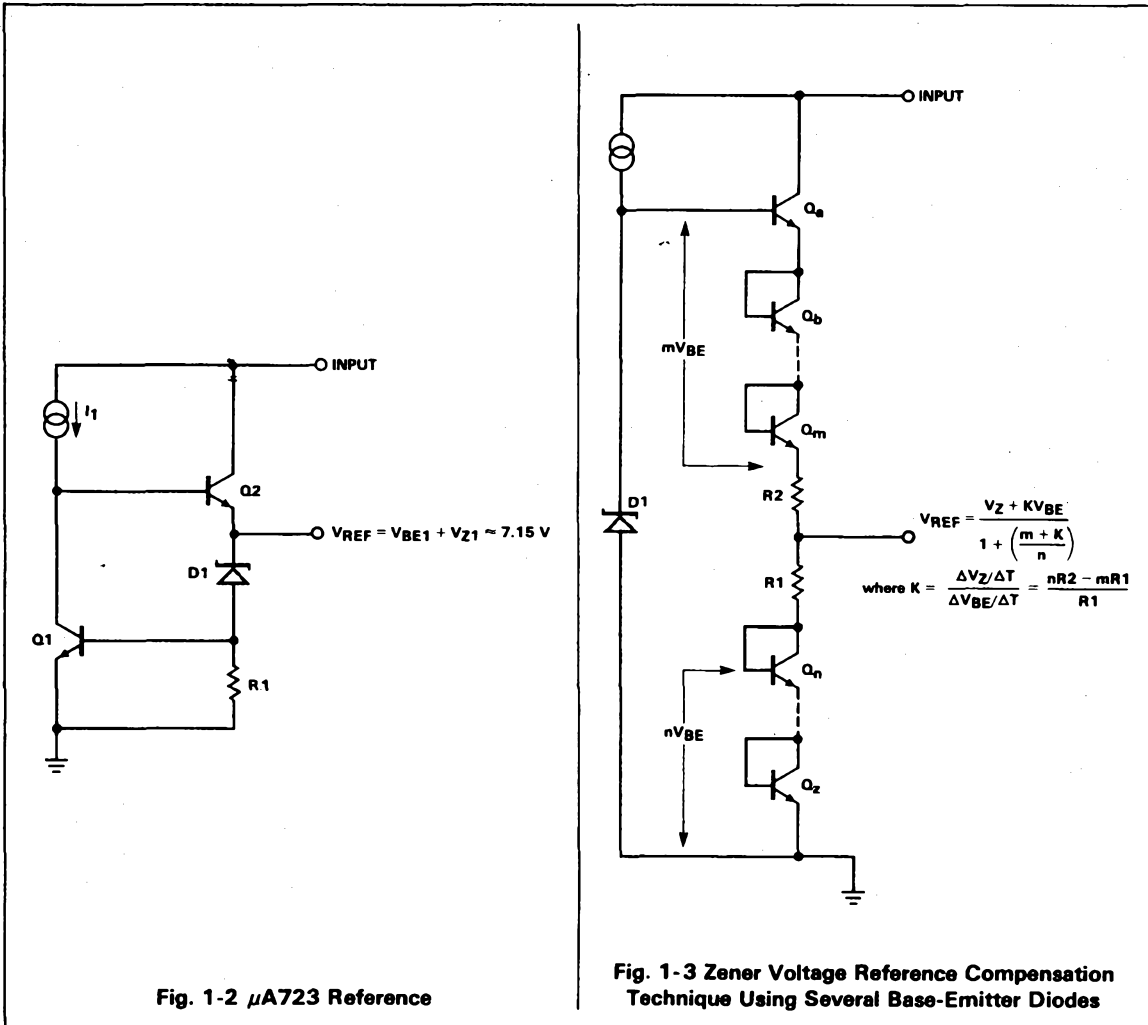 INPUT
I1
Q2
VREF = VBE1 + VZ1 ≈ 7.15 V
D1
Q1
R1
Fig. 1-2 μA723 Reference
INPUT
Qa
Qb
mVBE
Qm
R2
D1
VREF = VZ + KVBE / 1 + (m + K / n)
where K = ΔVZ/ΔT / ΔVBE/ΔT = nR2 − mR1 / R1
R1
Qn
nVBE
Qz
Fig. 1-3 Zener Voltage Reference Compensation
Technique Using Several Base-Emitter Diodes